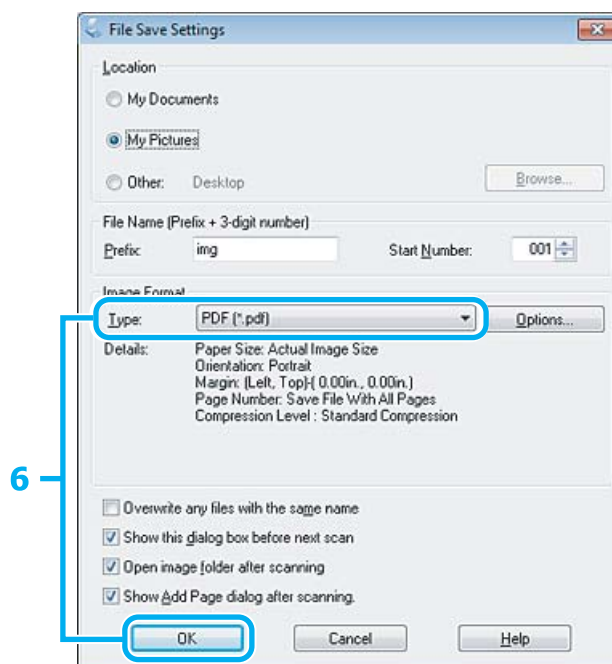 File Save Settings
Location
My Documents
My Pictures
Other: Desktop Browse...
File Name (Prefix + 3-digit number)
Prefix: img Start Number: 001
Image Format
Type: PDF (*.pdf) Options...
Details: Paper Size: Actual Image Size
Orientation: Portrait
Margin: (Left, Top)-( 0.00in., 0.00in.)
Page Number: Save File With All Pages
Compression Level : Standard Compression
6
Overwrite any files with the same name
Show this dialog box before next scan
Open image folder after scanning
Show Add Page dialog after scanning.
OK Cancel Help